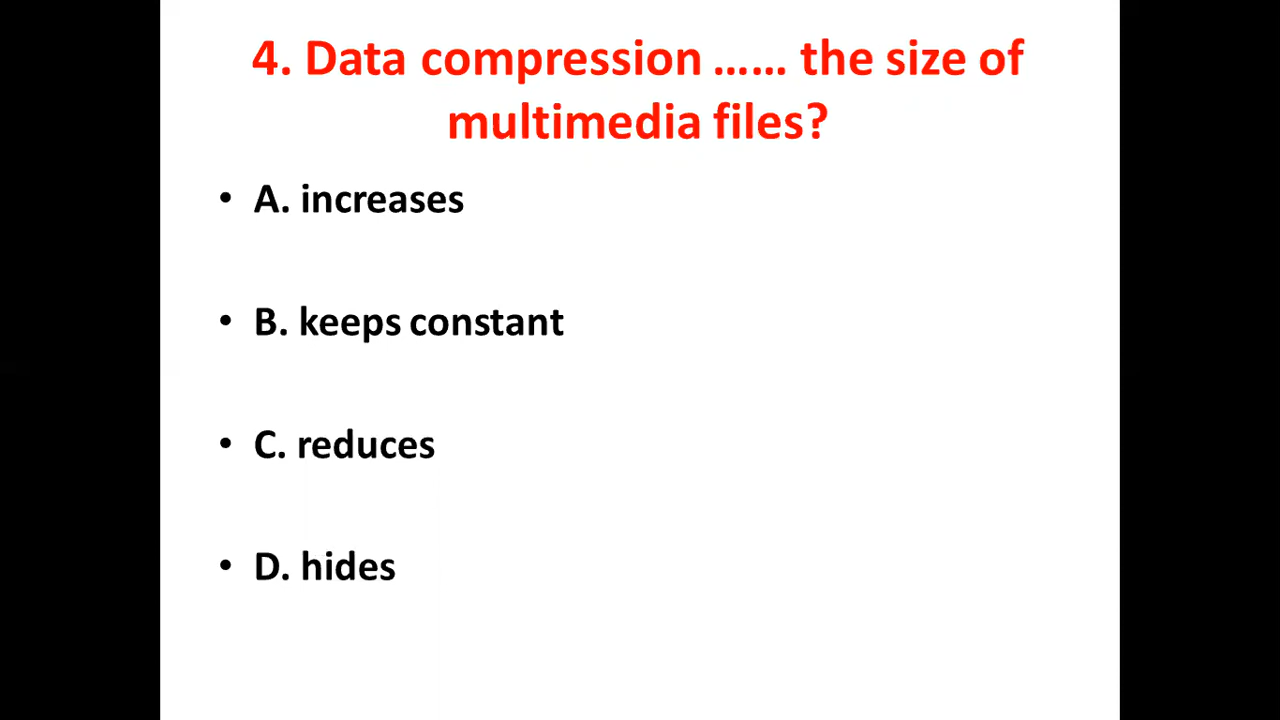 4. Data compression …… the size of
multimedia files?
• A. increases
• B. keeps constant
• C. reduces
• D. hides